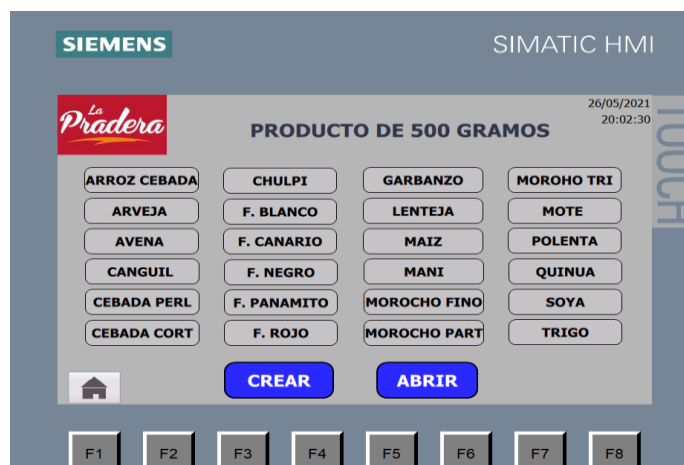 SIEMENS
SIMATIC HMI
La
Pradera
PRODUCTO DE 500 GRAMOS
26/05/2021
20:02:30
TOUCH
ARROZ CEBADA
CHULPI
GARBANZO
MOROHO TRI
ARVEJA
F. BLANCO
LENTEJA
MOTE
AVENA
F. CANARIO
MAIZ
POLENTA
CANGUIL
F. NEGRO
MANI
QUINUA
CEBADA PERL
F. PANAMITO
MOROCHO FINO
SOYA
CEBADA CORT
F. ROJO
MOROCHO PART
TRIGO
CREAR
ABRIR
F1
F2
F3
F4
F5
F6
F7
F8